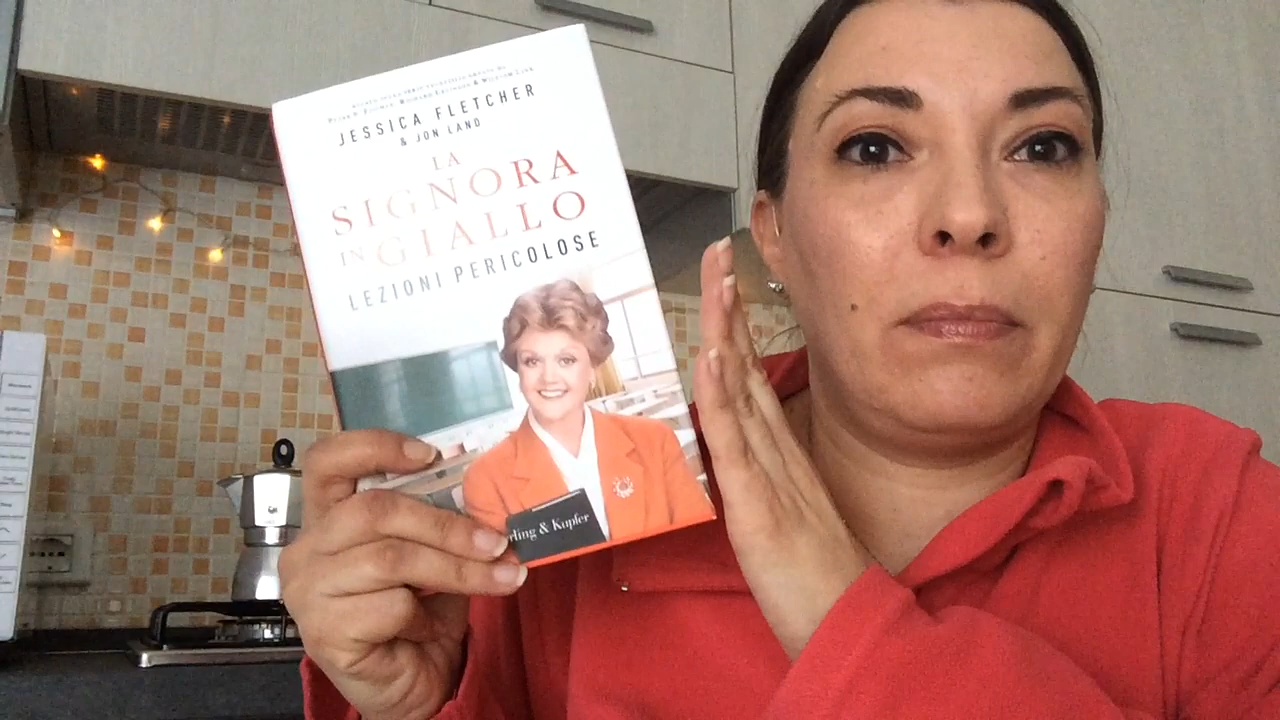 JESSICA FLETCHER
& JON LAND
LA
SIGNORA
IN GIALLO
LEZIONI PERICOLOSE
rling & Kupfer